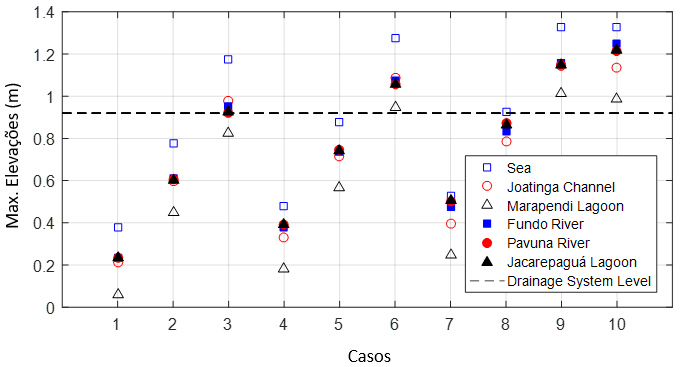 1.4
1.2
1
0.8
0.6
0.4
0.2
0
Max. Elevações (m)
Sea
Joatinga Channel
Marapendi Lagoon
Fundo River
Pavuna River
Jacarepaguá Lagoon
Drainage System Level
1 2 3 4 5 6 7 8 9 10
Casos